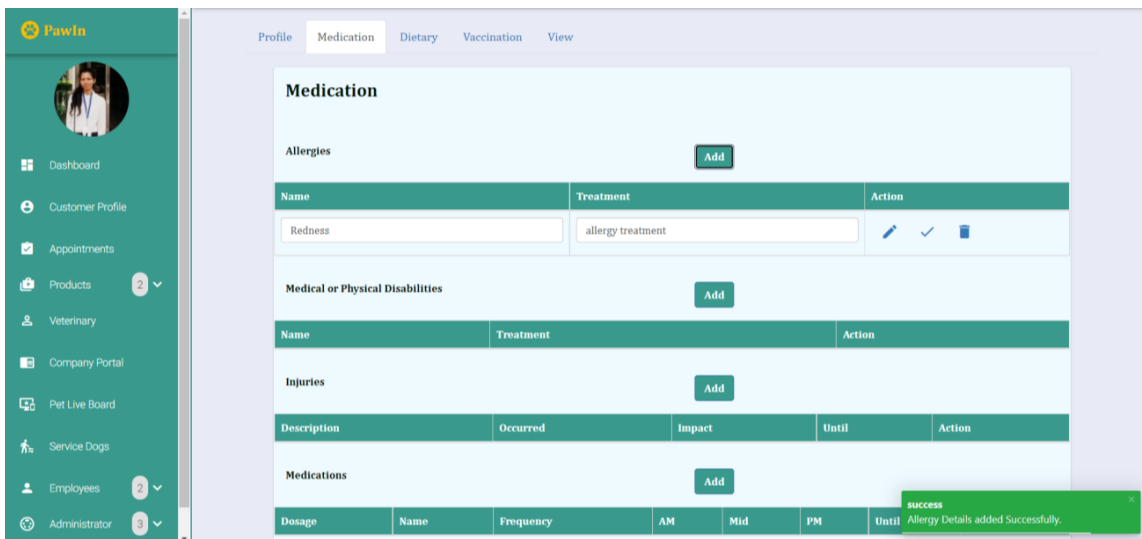 PawIn
Profile Medication Dietary Vaccination View
Medication
Dashboard
Customer Profile
Appointments
Products 2
Veterinary
Company Portal
Pet Live Board
Service Dogs
Employees 2
Administrator 3
Allergies Add
Name Treatment Action
Redness allergy treatment
Medical or Physical Disabilities Add
Name Treatment Action
Injuries Add
Description Occurred Impact Until Action
Medications Add
Dosage Name Frequency AM Mid PM Until
success ×
Allergy Details added Successfully.